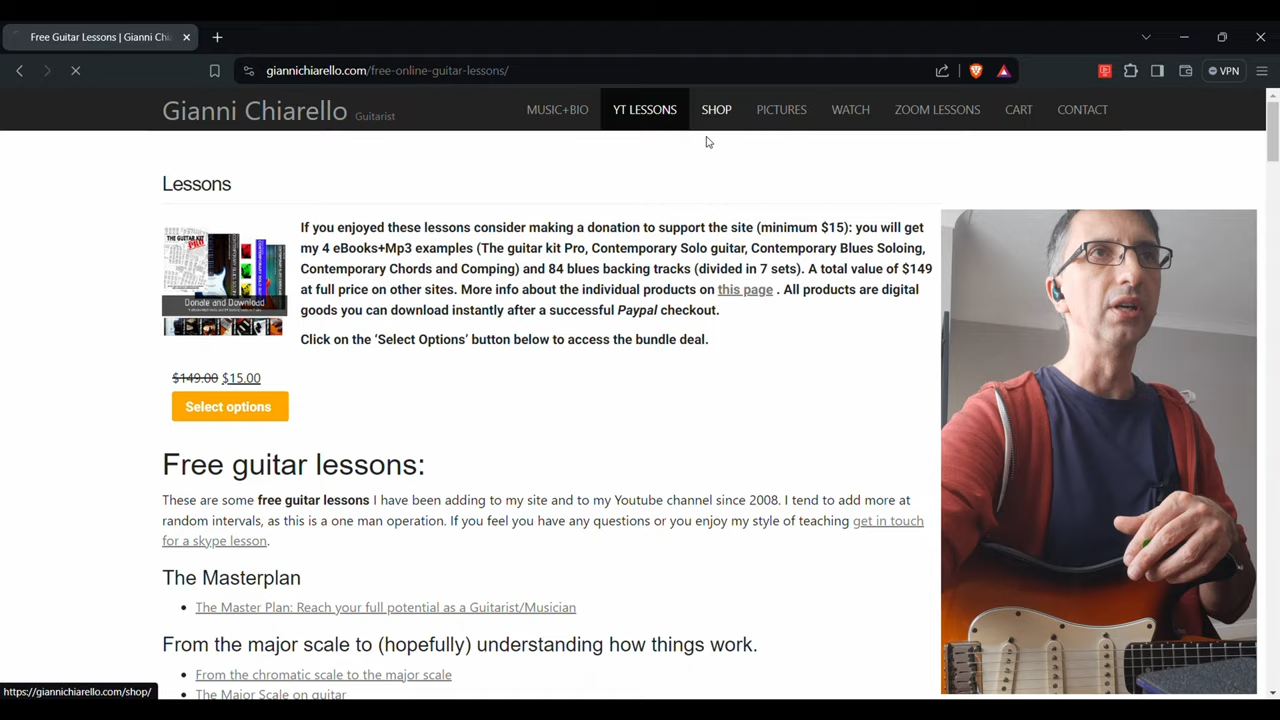 Free Guitar Lessons | Gianni Chi
giannichiarello.com/free-online-guitar-lessons/
VPN
Gianni Chiarello Guitarist
MUSIC+BIO YT LESSONS SHOP PICTURES WATCH ZOOM LESSONS CART CONTACT
Lessons
If you enjoyed these lessons consider making a donation to support the site (minimum $15): you will get
my 4 eBooks+Mp3 examples (The guitar kit Pro, Contemporary Solo guitar, Contemporary Blues Soloing,
Contemporary Chords and Comping) and 84 blues backing tracks (divided in 7 sets). A total value of $149
at full price on other sites. More info about the individual products on this page . All products are digital
goods you can download instantly after a successful Paypal checkout.
Click on the ‘Select Options’ button below to access the bundle deal.
THE GUITAR KIT
PRO
Donate and Download
$149.00 $15.00
Select options
Free guitar lessons:
These are some free guitar lessons I have been adding to my site and to my Youtube channel since 2008. I tend to add more at
random intervals, as this is a one man operation. If you feel you have any questions or you enjoy my style of teaching get in touch
for a skype lesson.
The Masterplan
The Master Plan: Reach your full potential as a Guitarist/Musician
From the major scale to (hopefully) understanding how things work.
From the chromatic scale to the major scale
The Major Scale on guitar
https://giannichiarello.com/shop/